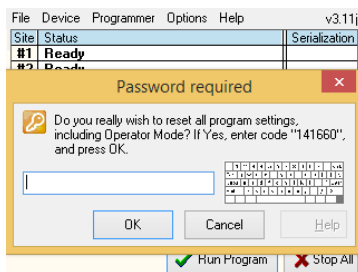 File Device Programmer Options Help v3.11j
Site Status Serialization
#1 Ready
#2 Ready
Password required
Do you really wish to reset all program settings,
including Operator Mode? If Yes, enter code "141660"
and press OK.
OK Cancel Help
Run Program Stop All